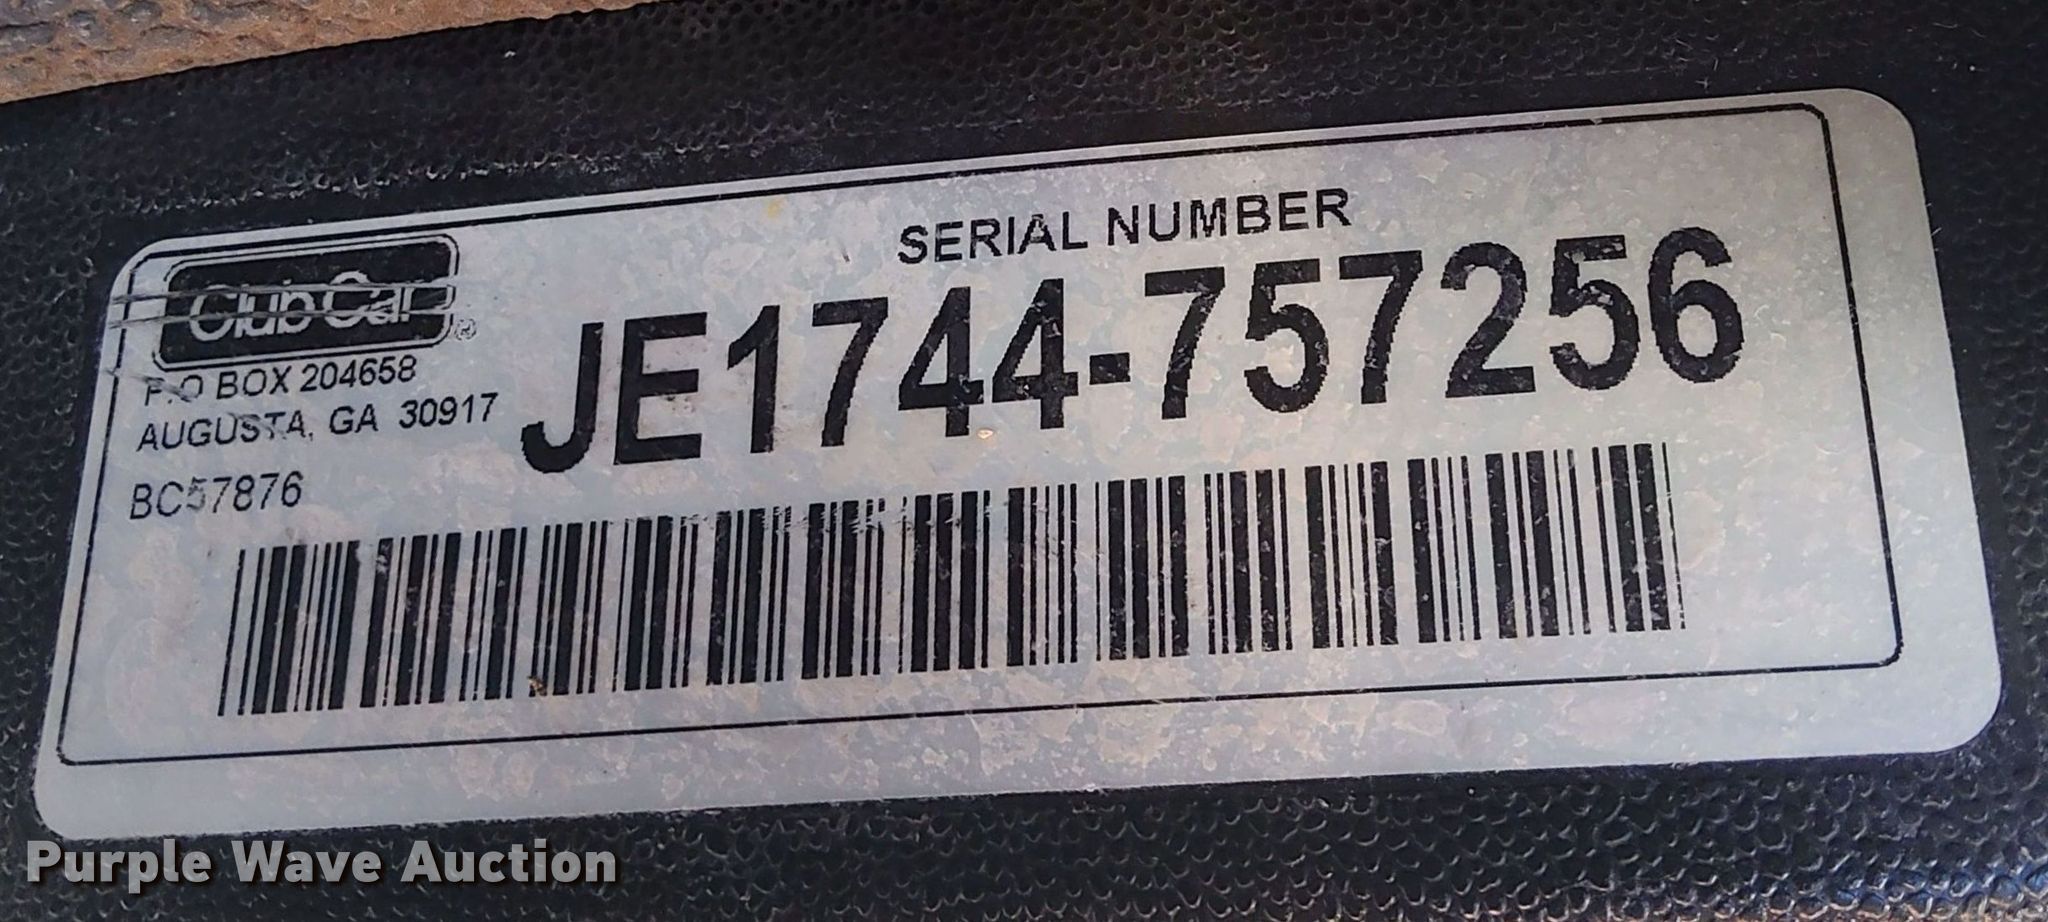 Club Car®
P.O BOX 204658
AUGUSTA, GA 30917
BC57876
SERIAL NUMBER
JE1744-757256
Purple Wave Auction